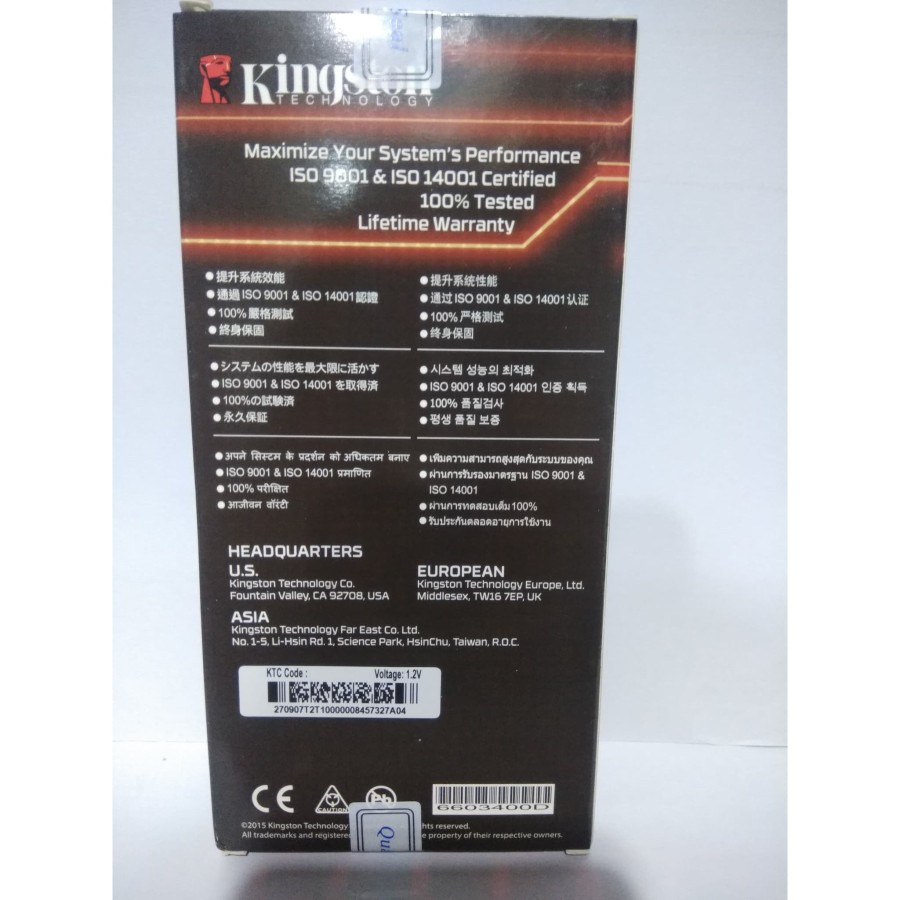 Kingston
TECHNOLOGY
Maximize Your System's Performance
ISO 9001 & ISO 14001 Certified
100% Tested
Lifetime Warranty
● 提升系統效能
● 通過 ISO 9001 & ISO 14001 認證
● 100% 嚴格測試
● 終身保固
● 提升系统性能
● 通过 ISO 9001 & ISO 14001 认证
● 100% 严格测试
● 终身保固
● システムの性能を最大限に活かす
● ISO 9001 & ISO 14001 を取得済
● 100%の試験済
● 永久保証
● 시스템 성능의 최적화
● ISO 9001 & ISO 14001 인증 획득
● 100% 품질검사
● 평생 품질 보증
● अपने सिस्टम के प्रदर्शन को अधिकतम बनाए
● ISO 9001 & ISO 14001 प्रमाणित
● 100% परीक्षित
● आजीवन वॉरंटी
● เพิ่มความสามารถสูงสุดกับระบบของคุณ
● ผ่านการรับรองมาตรฐาน ISO 9001 &
ISO 14001
● ผ่านการทดสอบเต็ม 100%
● รับประกันตลอดอายุการใช้งาน
HEADQUARTERS
U.S.
Kingston Technology Co.
Fountain Valley, CA 92708, USA
EUROPEAN
Kingston Technology Europe, Ltd.
Middlesex, TW16 7EP, UK
ASIA
Kingston Technology Far East Co. Ltd.
No. 1-5, Li-Hsin Rd. 1, Science Park, HsinChu, Taiwan, R.O.C.
KTC Code : Voltage: 1.2V
270907T2T10000008457327A04
CE
CAUTION
Pb
6603400D
©2015 Kingston Technology
rights reserved.
All trademarks and registered
property of their respective owners.